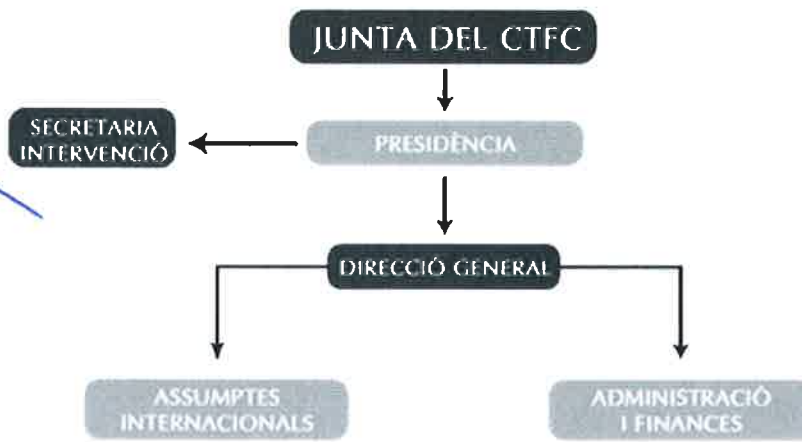 JUNTA DEL CTFC
SECRETARIA
INTERVENCIÓ
PRESIDÈNCIA
DIRECCIÓ GENERAL
ASSUMPTES
INTERNACIONALS
ADMINISTRACIÓ
I FINANCES